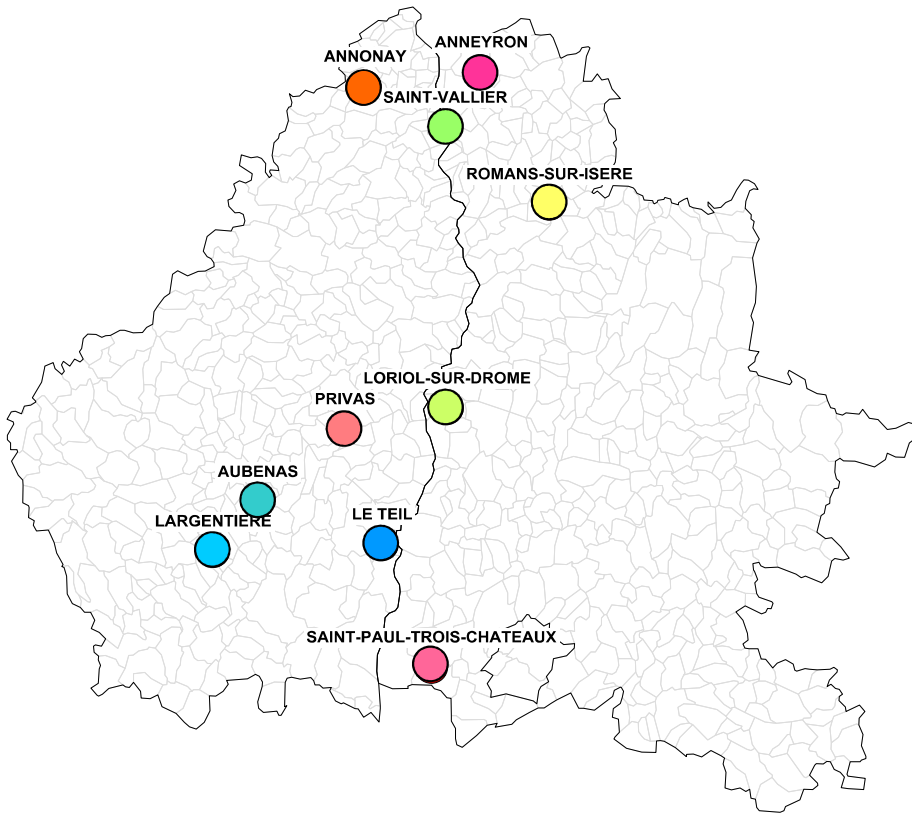 ANNEYRON
ANNONAY
SAINT-VALLIER
ROMANS-SUR-ISERE
LORIOL-SUR-DROME
PRIVAS
AUBENAS
LE TEIL
LARGENTIERE
SAINT-PAUL-TROIS-CHATEAUX